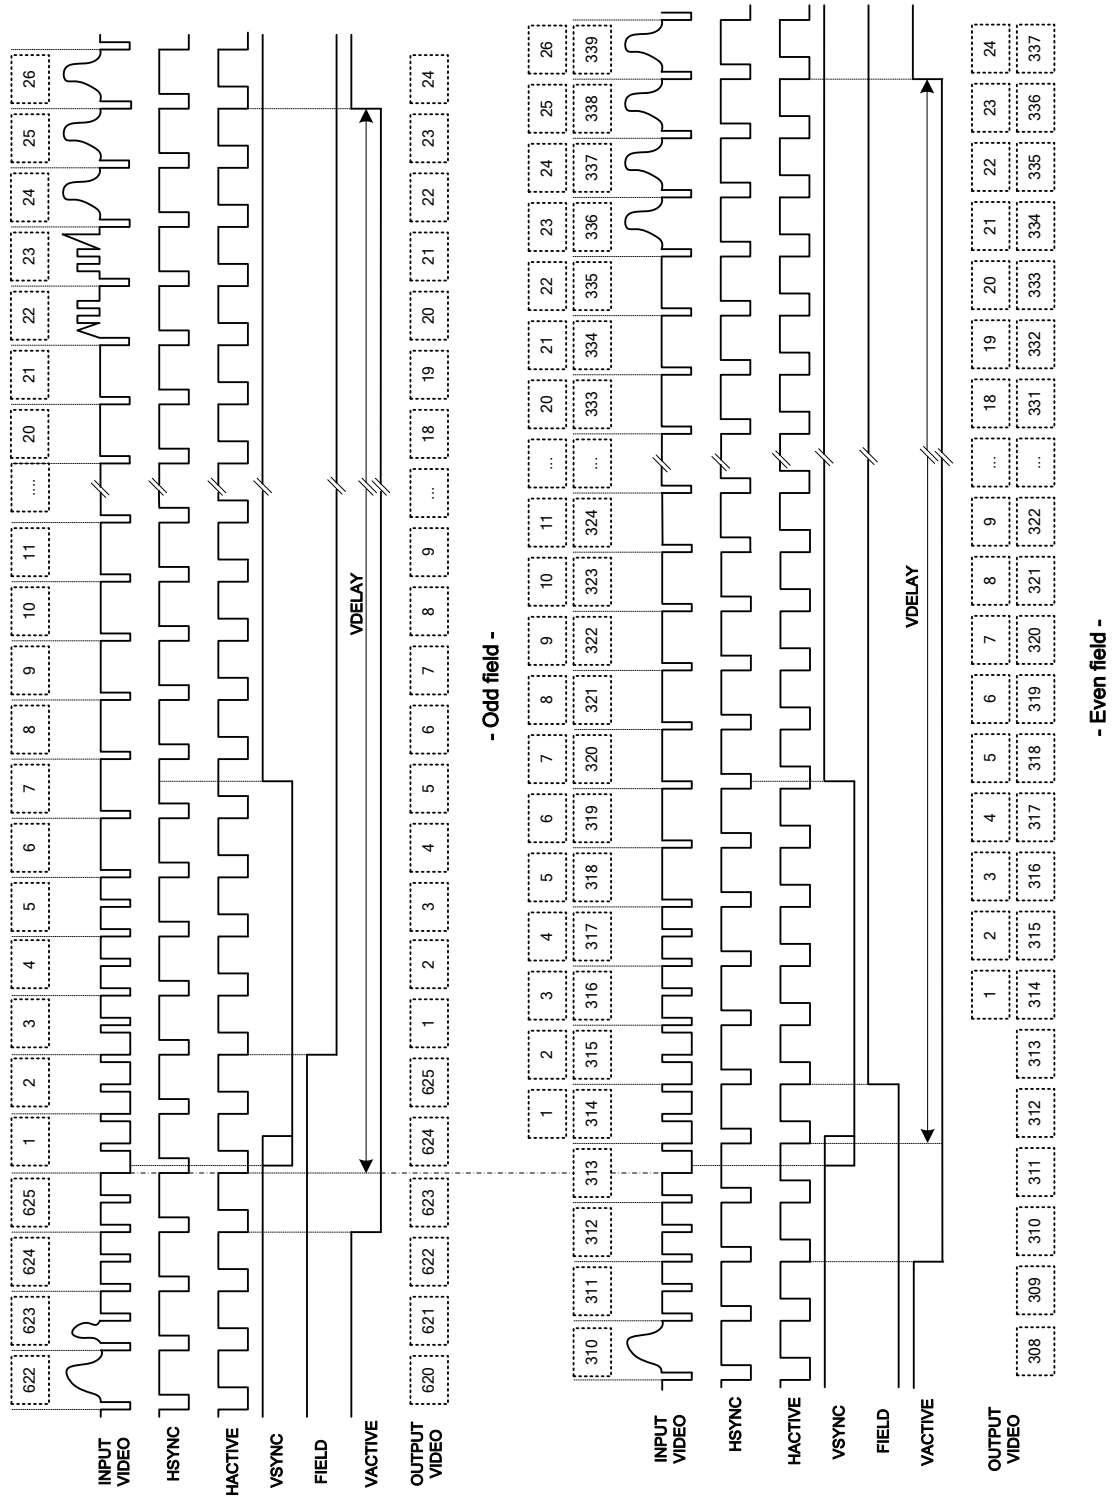 622 623 624 625 1 2 3 4 5 6 7 8 9 10 11 .... 20 21 22 23 24 25 26
INPUT
VIDEO
HSYNC
HACTIVE
VSYNC
FIELD
VACTIVE
VDELAY
OUTPUT
VIDEO
620 621 622 623 624 625 1 2 3 4 5 6 7 8 9 ... 18 19 20 21 22 23 24
- Odd field -
1 2 3 4 5 6 7 8 9 10 11 ... 20 21 22 23 24 25 26
310 311 312 313 314 315 316 317 318 319 320 321 322 323 324 ... 333 334 335 336 337 338 339
INPUT
VIDEO
HSYNC
HACTIVE
VSYNC
FIELD
VACTIVE
VDELAY
OUTPUT
VIDEO
1 2 3 4 5 6 7 8 9 ... 18 19 20 21 22 23 24
308 309 310 311 312 313 314 315 316 317 318 319 320 321 322 ... 331 332 333 334 335 336 337
- Even field -